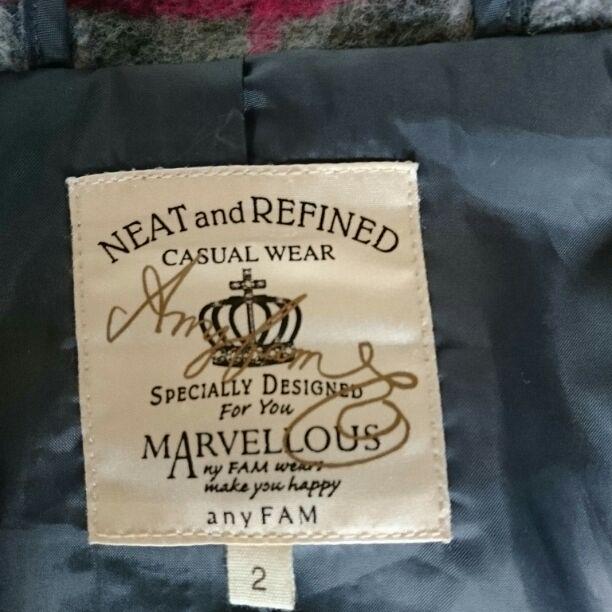 NEAT and REFINED
CASUAL WEAR
SPECIALLY DESIGNED
For You
MARVELLOUS
Any FAM wears
make you happy
any FAM
2